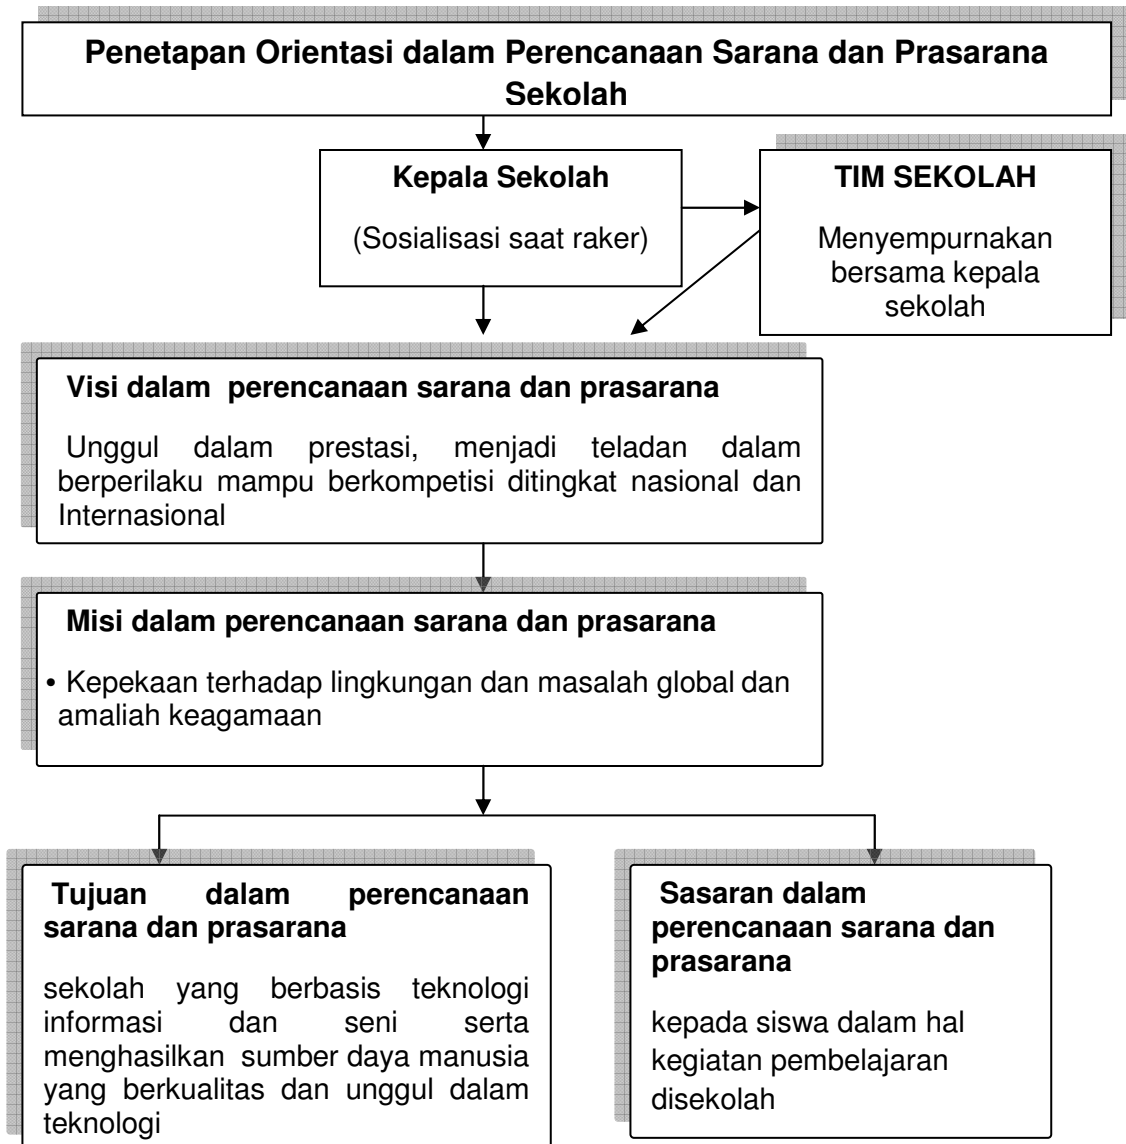 Penetapan Orientasi dalam Perencanaan Sarana dan Prasarana
Sekolah
Kepala Sekolah
(Sosialisasi saat raker)
TIM SEKOLAH
Menyempurnakan
bersama kepala
sekolah
Visi dalam perencanaan sarana dan prasarana
Unggul dalam prestasi, menjadi teladan dalam
berperilaku mampu berkompetisi ditingkat nasional dan
Internasional
Misi dalam perencanaan sarana dan prasarana
• Kepekaan terhadap lingkungan dan masalah global dan
amaliah keagamaan
Tujuan dalam perencanaan
sarana dan prasarana
sekolah yang berbasis teknologi
informasi dan seni serta
menghasilkan sumber daya manusia
yang berkualitas dan unggul dalam
teknologi
Sasaran dalam
perencanaan sarana dan
prasarana
kepada siswa dalam hal
kegiatan pembelajaran
disekolah